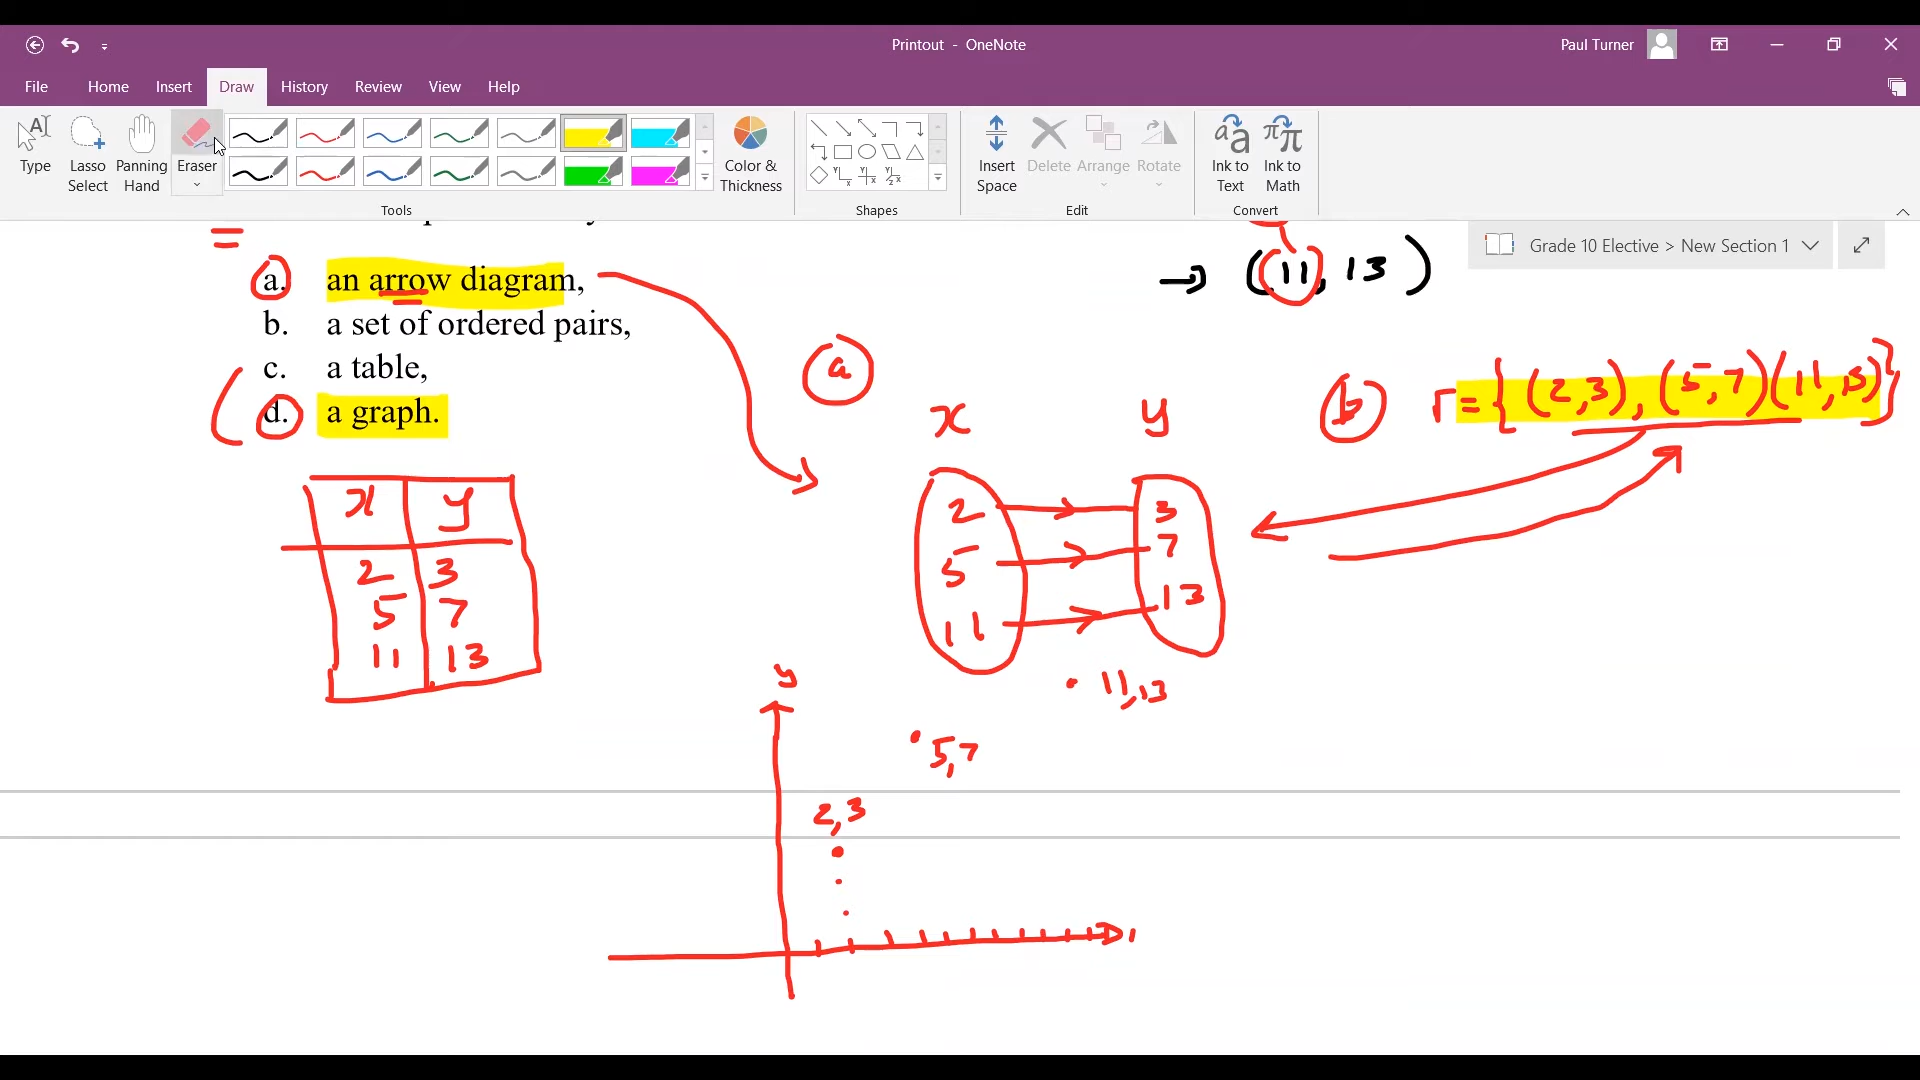 Printout - OneNote
Paul Turner
File Home Insert Draw History Review View Help
Type
Lasso Select
Panning Hand
Eraser
Color & Thickness
Insert Space
Delete
Arrange
Rotate
Ink to Text
Ink to Math
Tools
Shapes
Edit
Convert
Grade 10 Elective > New Section 1
→ (11, 13)
a. an arrow diagram,
b. a set of ordered pairs,
c. a table,
d. a graph.
a
b r = {(2,3), (5,7)(11,13)}
x y
2 3
5 7
11 13
x y
2 3
5 7
11 13
y
11,13
5,7
2,3